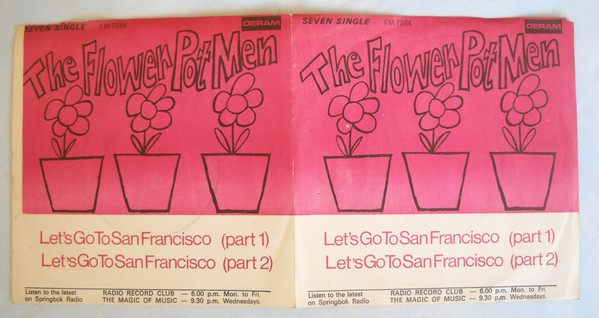 SEVEN SINGLE FM 7364 DERAM
The Flower Pot Men
Let's Go To San Francisco (part 1)
Let's Go To San Francisco (part 2)
Listen to the latest RADIO RECORD CLUB — 6.00 p.m. Mon. to Fri.
on Springbok Radio THE MAGIC OF MUSIC — 9.30 p.m. Wednesdays.
SEVEN SINGLE FM 7364 DERAM
The Flower Pot Men
Let's Go To San Francisco (part 1)
Let's Go To San Francisco (part 2)
Listen to the latest RADIO RECORD CLUB — 6.00 p.m. Mon. to Fri.
on Springbok Radio THE MAGIC OF MUSIC — 9.30 p.m. Wednesdays.